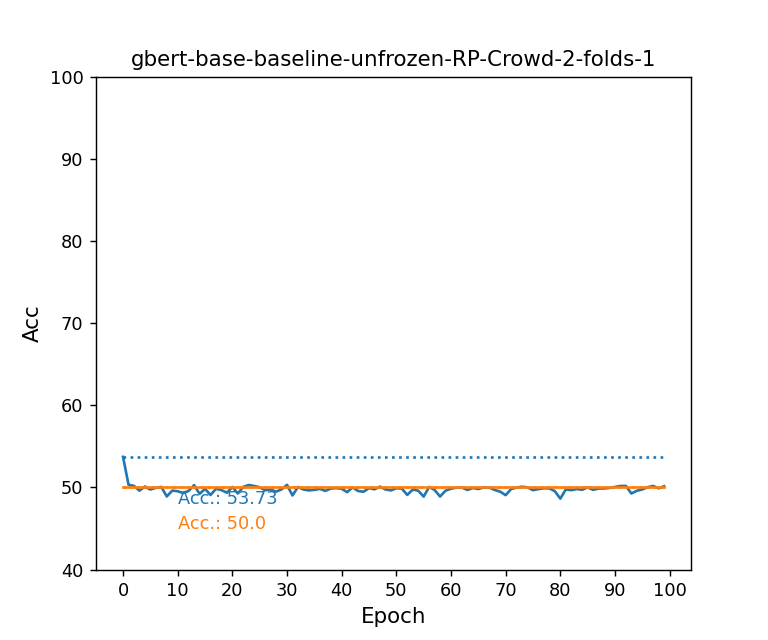 gbert-base-baseline-unfrozen-RP-Crowd-2-folds-1
100
90
80
70
60
50
40
Acc
Acc.: 53.73
Acc.: 50.0
0 10 20 30 40 50 60 70 80 90 100
Epoch